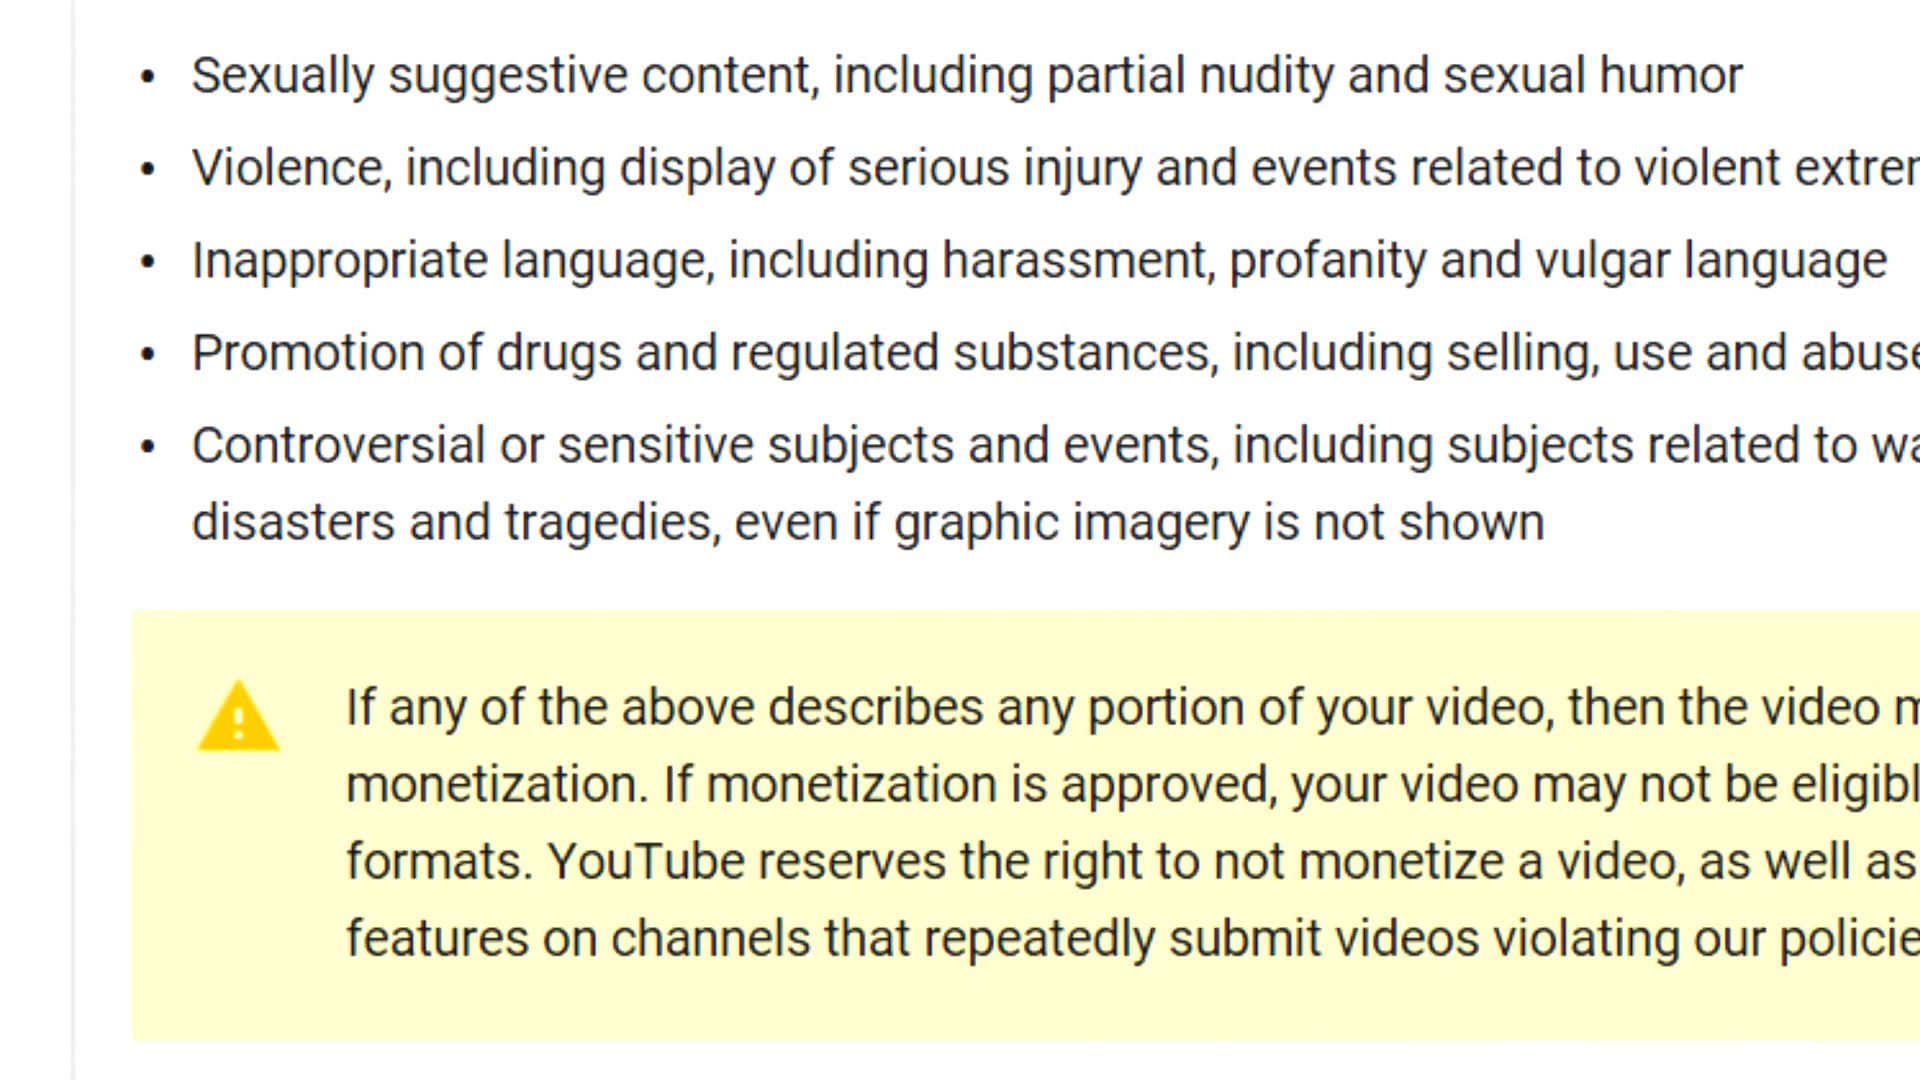 • Sexually suggestive content, including partial nudity and sexual humor
• Violence, including display of serious injury and events related to violent
• Inappropriate language, including harassment, profanity and vulgar language
• Promotion of drugs and regulated substances, including selling, use and abuse
• Controversial or sensitive subjects and events, including subjects related to
disasters and tragedies, even if graphic imagery is not shown
If any of the above describes any portion of your video, then the video
monetization. If monetization is approved, your video may not be
formats. YouTube reserves the right to not monetize a video, as well as
features on channels that repeatedly submit videos violating our